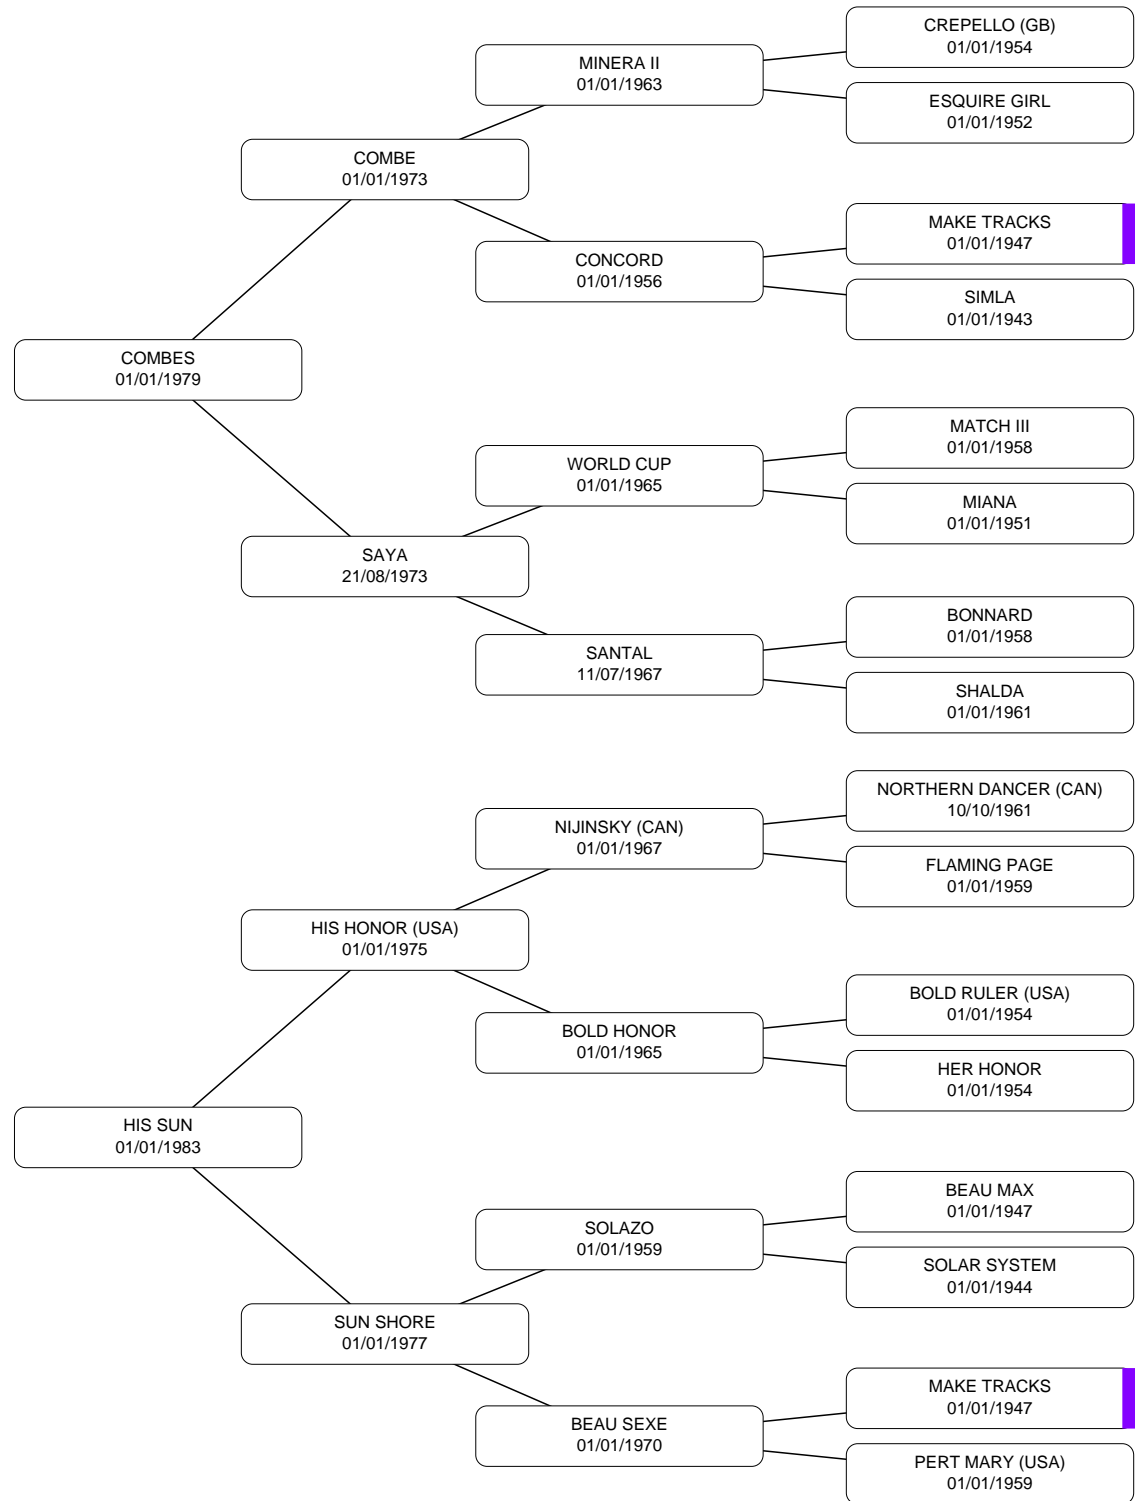 CREPELLO (GB)
01/01/1954
MINERA II
01/01/1963
ESQUIRE GIRL
01/01/1952
COMBE
01/01/1973
MAKE TRACKS
01/01/1947
CONCORD
01/01/1956
SIMLA
01/01/1943
COMBES
01/01/1979
MATCH III
01/01/1958
WORLD CUP
01/01/1965
MIANA
01/01/1951
SAYA
21/08/1973
BONNARD
01/01/1958
SANTAL
11/07/1967
SHALDA
01/01/1961
NORTHERN DANCER (CAN)
10/10/1961
NIJINSKY (CAN)
01/01/1967
FLAMING PAGE
01/01/1959
HIS HONOR (USA)
01/01/1975
BOLD RULER (USA)
01/01/1954
BOLD HONOR
01/01/1965
HER HONOR
01/01/1954
HIS SUN
01/01/1983
BEAU MAX
01/01/1947
SOLAZO
01/01/1959
SOLAR SYSTEM
01/01/1944
SUN SHORE
01/01/1977
MAKE TRACKS
01/01/1947
BEAU SEXE
01/01/1970
PERT MARY (USA)
01/01/1959